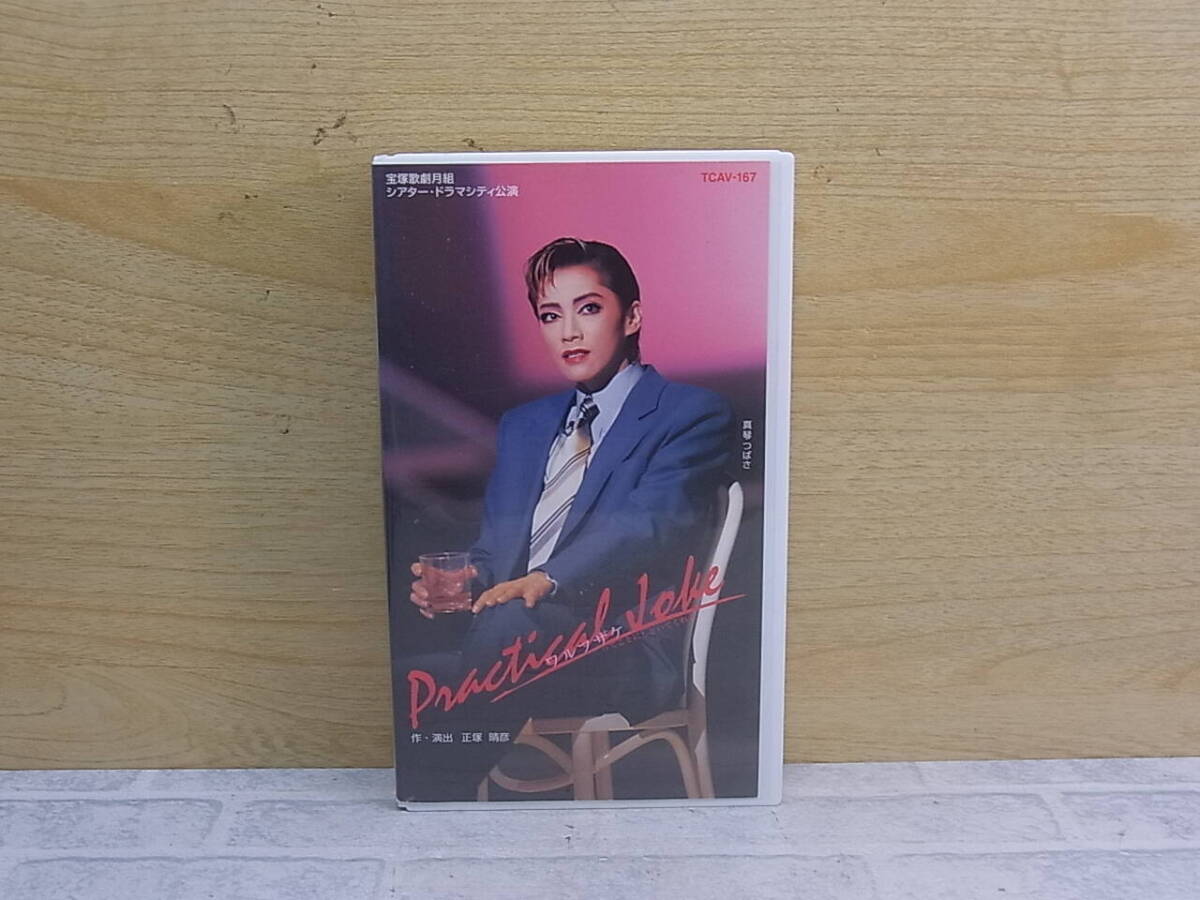 宝塚歌劇月組
シアター・ドラマシティ公演
TCAV-167
真琴つばさ
Practical Joke
ワルフザケ
作・演出 正塚 晴彦